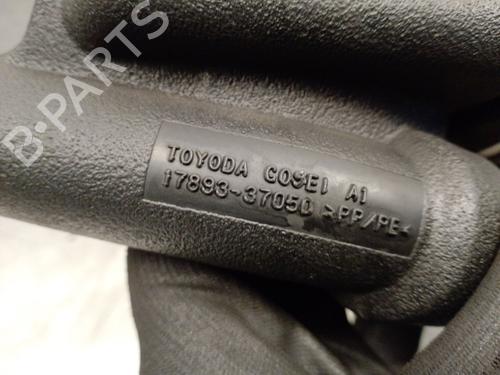 B-PARTS
TOYODA GOSEI A1
17893-37050 >PP/PE<